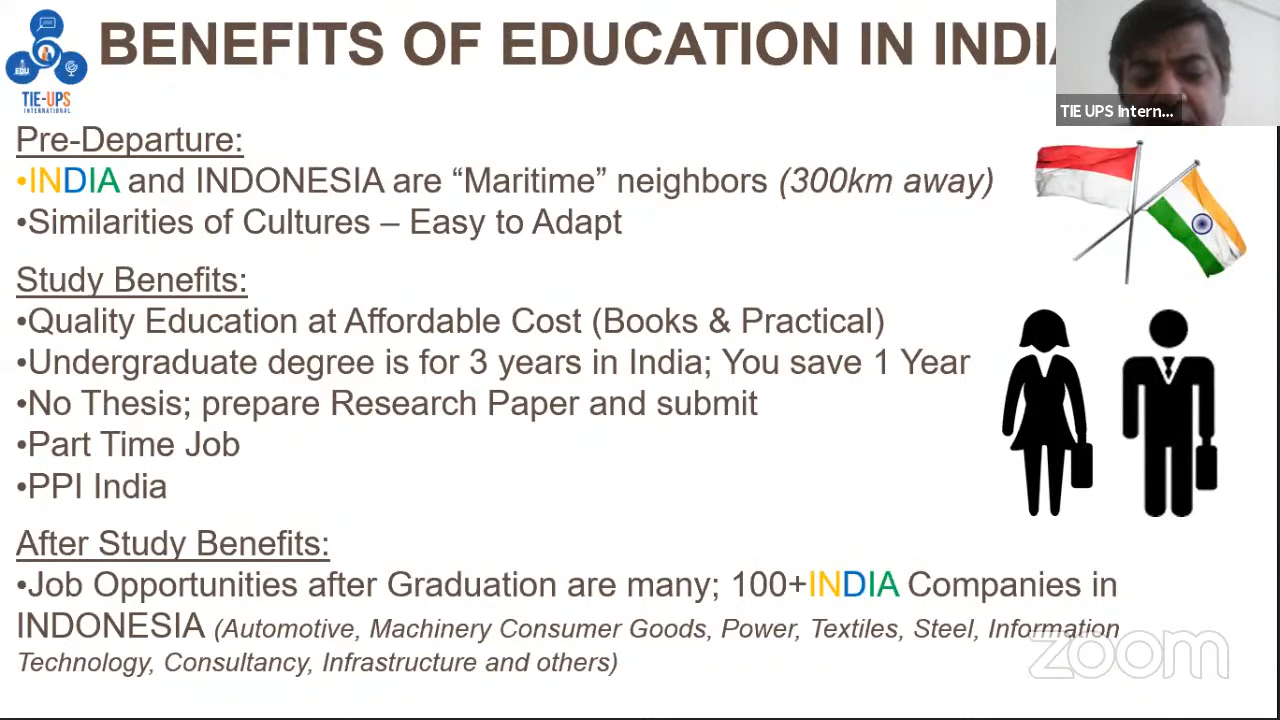 BENEFITS OF EDUCATION IN INDIA
EDU
TIE-UPS
INTERNATIONAL
TIE UPS Intern...
Pre-Departure:
•INDIA and INDONESIA are “Maritime” neighbors (300km away)
•Similarities of Cultures – Easy to Adapt
Study Benefits:
•Quality Education at Affordable Cost (Books & Practical)
•Undergraduate degree is for 3 years in India; You save 1 Year
•No Thesis; prepare Research Paper and submit
•Part Time Job
•PPI India
After Study Benefits:
•Job Opportunities after Graduation are many; 100+INDIA Companies in
INDONESIA (Automotive, Machinery Consumer Goods, Power, Textiles, Steel, Information
Technology, Consultancy, Infrastructure and others)
zoom